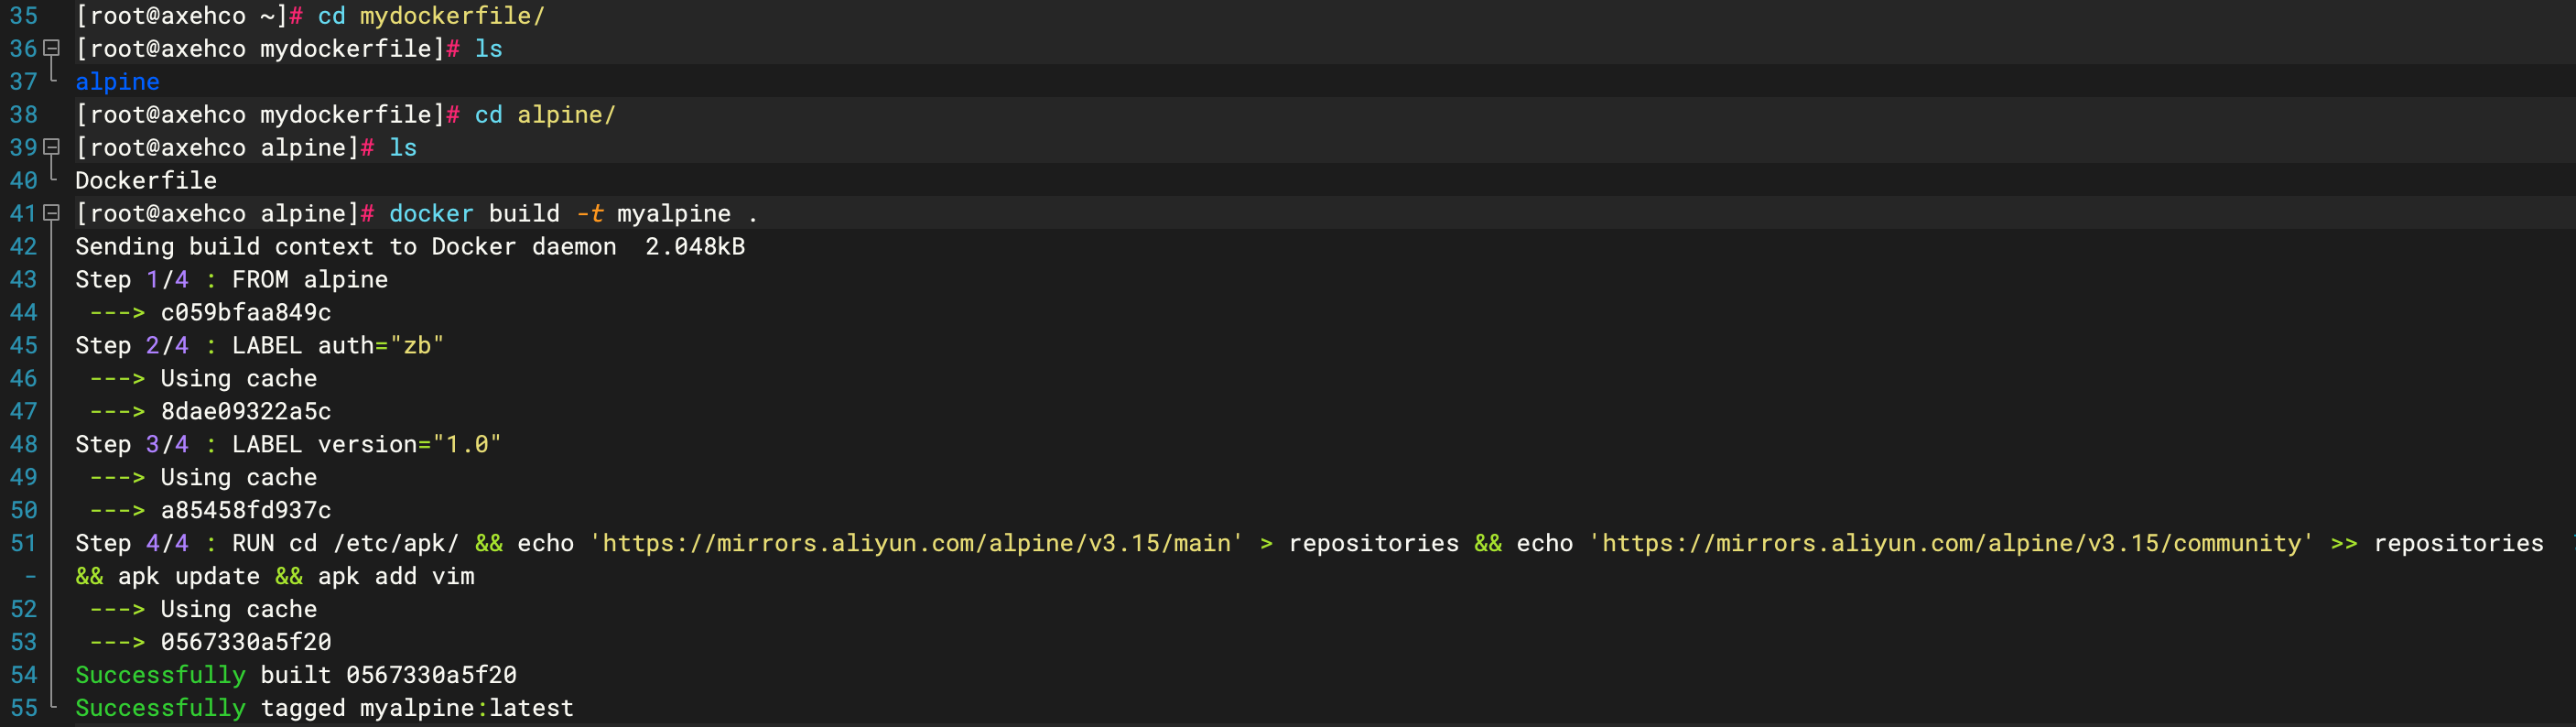 35 [root@axehco ~]# cd mydockerfile/
36 [root@axehco mydockerfile]# ls
37 alpine
38 [root@axehco mydockerfile]# cd alpine/
39 [root@axehco alpine]# ls
40 Dockerfile
41 [root@axehco alpine]# docker build -t myalpine .
42 Sending build context to Docker daemon  2.048kB
43 Step 1/4 : FROM alpine
44  ---> c059bfaa849c
45 Step 2/4 : LABEL auth="zb"
46  ---> Using cache
47  ---> 8dae09322a5c
48 Step 3/4 : LABEL version="1.0"
49  ---> Using cache
50  ---> a85458fd937c
51 Step 4/4 : RUN cd /etc/apk/ && echo 'https://mirrors.aliyun.com/alpine/v3.15/main' > repositories && echo 'https://mirrors.aliyun.com/alpine/v3.15/community' >> repositories
- && apk update && apk add vim
52  ---> Using cache
53  ---> 0567330a5f20
54 Successfully built 0567330a5f20
55 Successfully tagged myalpine:latest